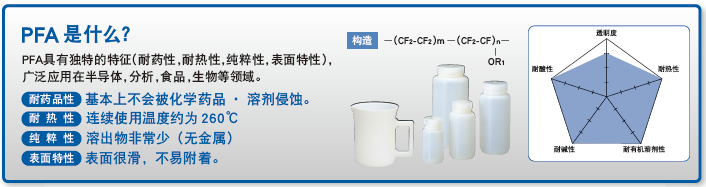 PFA 是什么?
PFA具有独特的特征(耐药性,耐热性,纯粹性,表面特性),
广泛应用在半导体,分析,食品,生物等领域。
耐药品性 基本上不会被化学药品・溶剂侵蚀。
耐 热 性 连续使用温度约为 260℃
纯 粹 性 溶出物非常少(无金属)
表面特性 表面很滑，不易附着。
构造 —(CF2-CF2)m—(CF2-CF)n—
OR1
透明度
耐酸性
耐热性
耐碱性
耐有机溶剂性